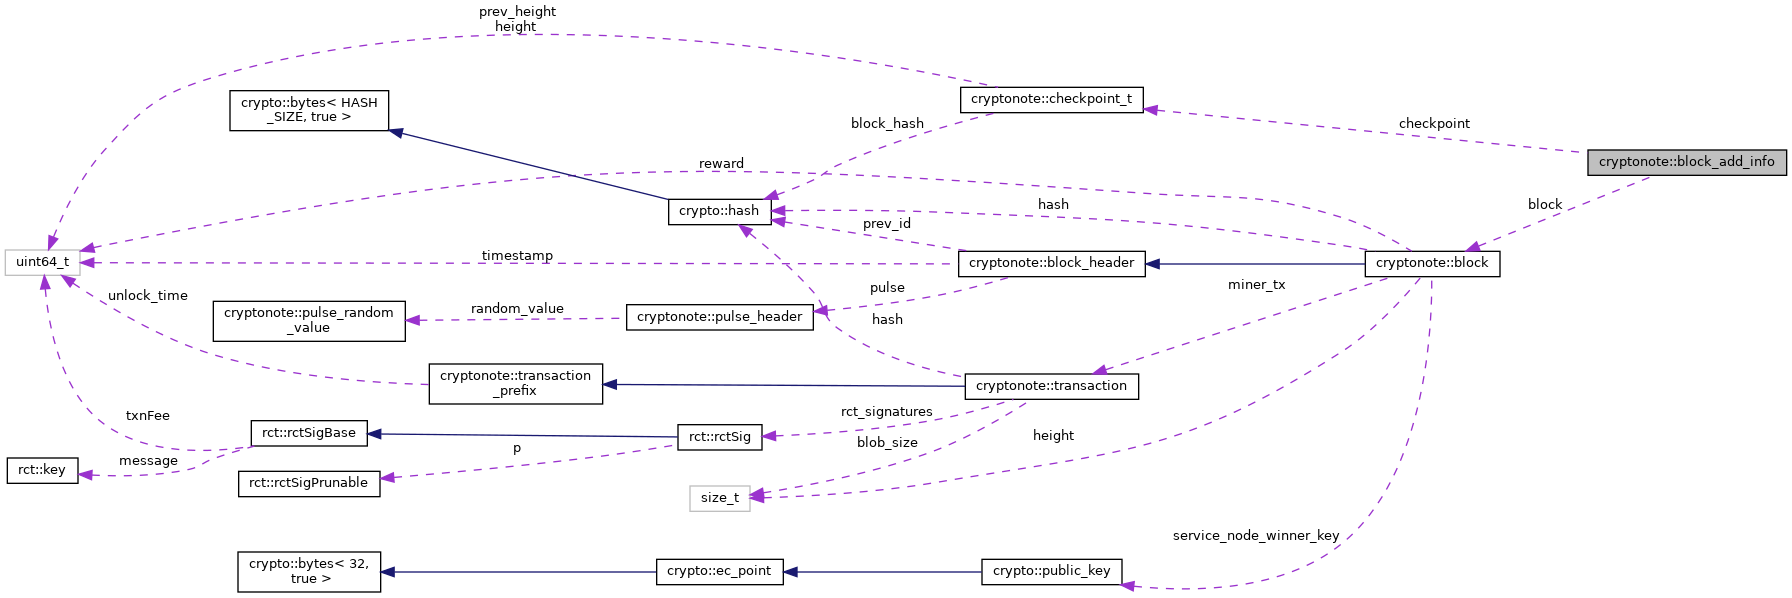 prev_height
height
cryptonote::checkpoint_t
crypto::bytes< HASH
_SIZE, true >
block_hash
checkpoint
cryptonote::block_add_info
reward
crypto::hash
hash
block
prev_id
uint64_t
timestamp
cryptonote::block_header
cryptonote::block
unlock_time
pulse
miner_tx
cryptonote::pulse_random
_value
random_value
cryptonote::pulse_header
hash
cryptonote::transaction
_prefix
cryptonote::transaction
txnFee
rct::rctSigBase
rct_signatures
rct::rctSig
blob_size
height
p
message
rct::key
rct::rctSigPrunable
size_t
service_node_winner_key
crypto::bytes< 32,
true >
crypto::ec_point
crypto::public_key